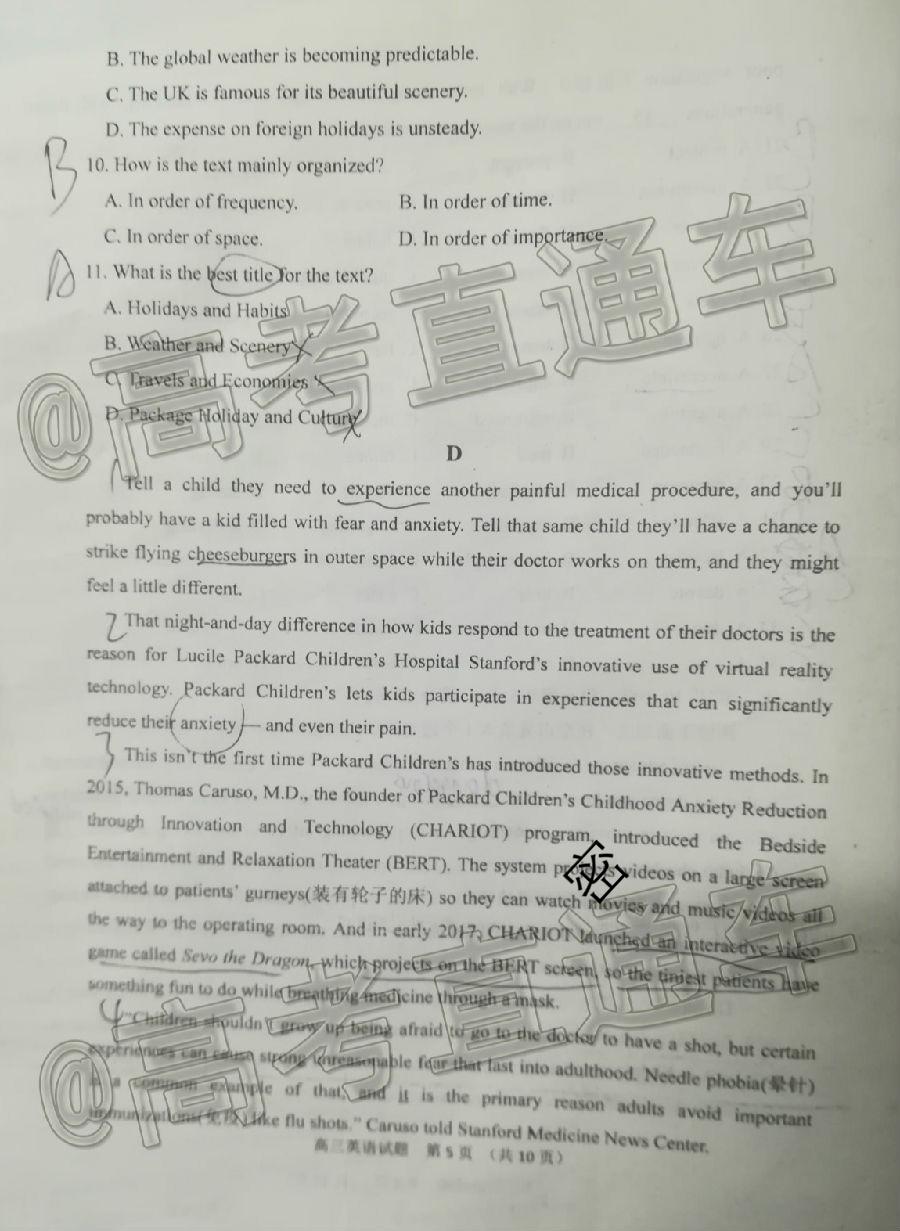 B. The global weather is becoming predictable.
C. The UK is famous for its beautiful scenery.
D. The expense on foreign holidays is unsteady.
B
10. How is the text mainly organized?
A. In order of frequency. B. In order of time.
C. In order of space. D. In order of importance.
11. What is the best title for the text?
A. Holidays and Habits
B. Weather and Scenery
C. Travels and Economies
D. Package Holiday and Culture
@高考直通车
D
1 Tell a child they need to experience another painful medical procedure, and you'll
probably have a kid filled with fear and anxiety. Tell that same child they'll have a chance to
strike flying cheeseburgers in outer space while their doctor works on them, and they might
feel a little different.
2 That night-and-day difference in how kids respond to the treatment of their doctors is the
reason for Lucile Packard Children's Hospital Stanford's innovative use of virtual reality
technology. Packard Children's lets kids participate in experiences that can significantly
reduce their anxiety — and even their pain.
3 This isn't the first time Packard Children's has introduced those innovative methods. In
2015, Thomas Caruso, M.D., the founder of Packard Children's Childhood Anxiety Reduction
through Innovation and Technology (CHARIOT) program, introduced the Bedside
Entertainment and Relaxation Theater (BERT). The system projects videos on a large screen
attached to patients' gurneys(装有轮子的床) so they can watch movies and music videos all
the way to the operating room. And in early 2017, CHARIOT launched an interactive video
game called Sevo the Dragon, which projects on the BERT screen, so the tiniest patients have
something fun to do while breathing medicine through a mask.
4 "Children shouldn't grow up being afraid to go to the doctor to have a shot, but certain
experiences can cause strong unreasonable fear that last into adulthood. Needle phobia(晕针)
is a common example of that, and it is the primary reason adults avoid important
immunizations(免疫) like flu shots." Caruso told Stanford Medicine News Center.
密
@高考直通车
高三英语试题 第 5 页 （共 10 页）